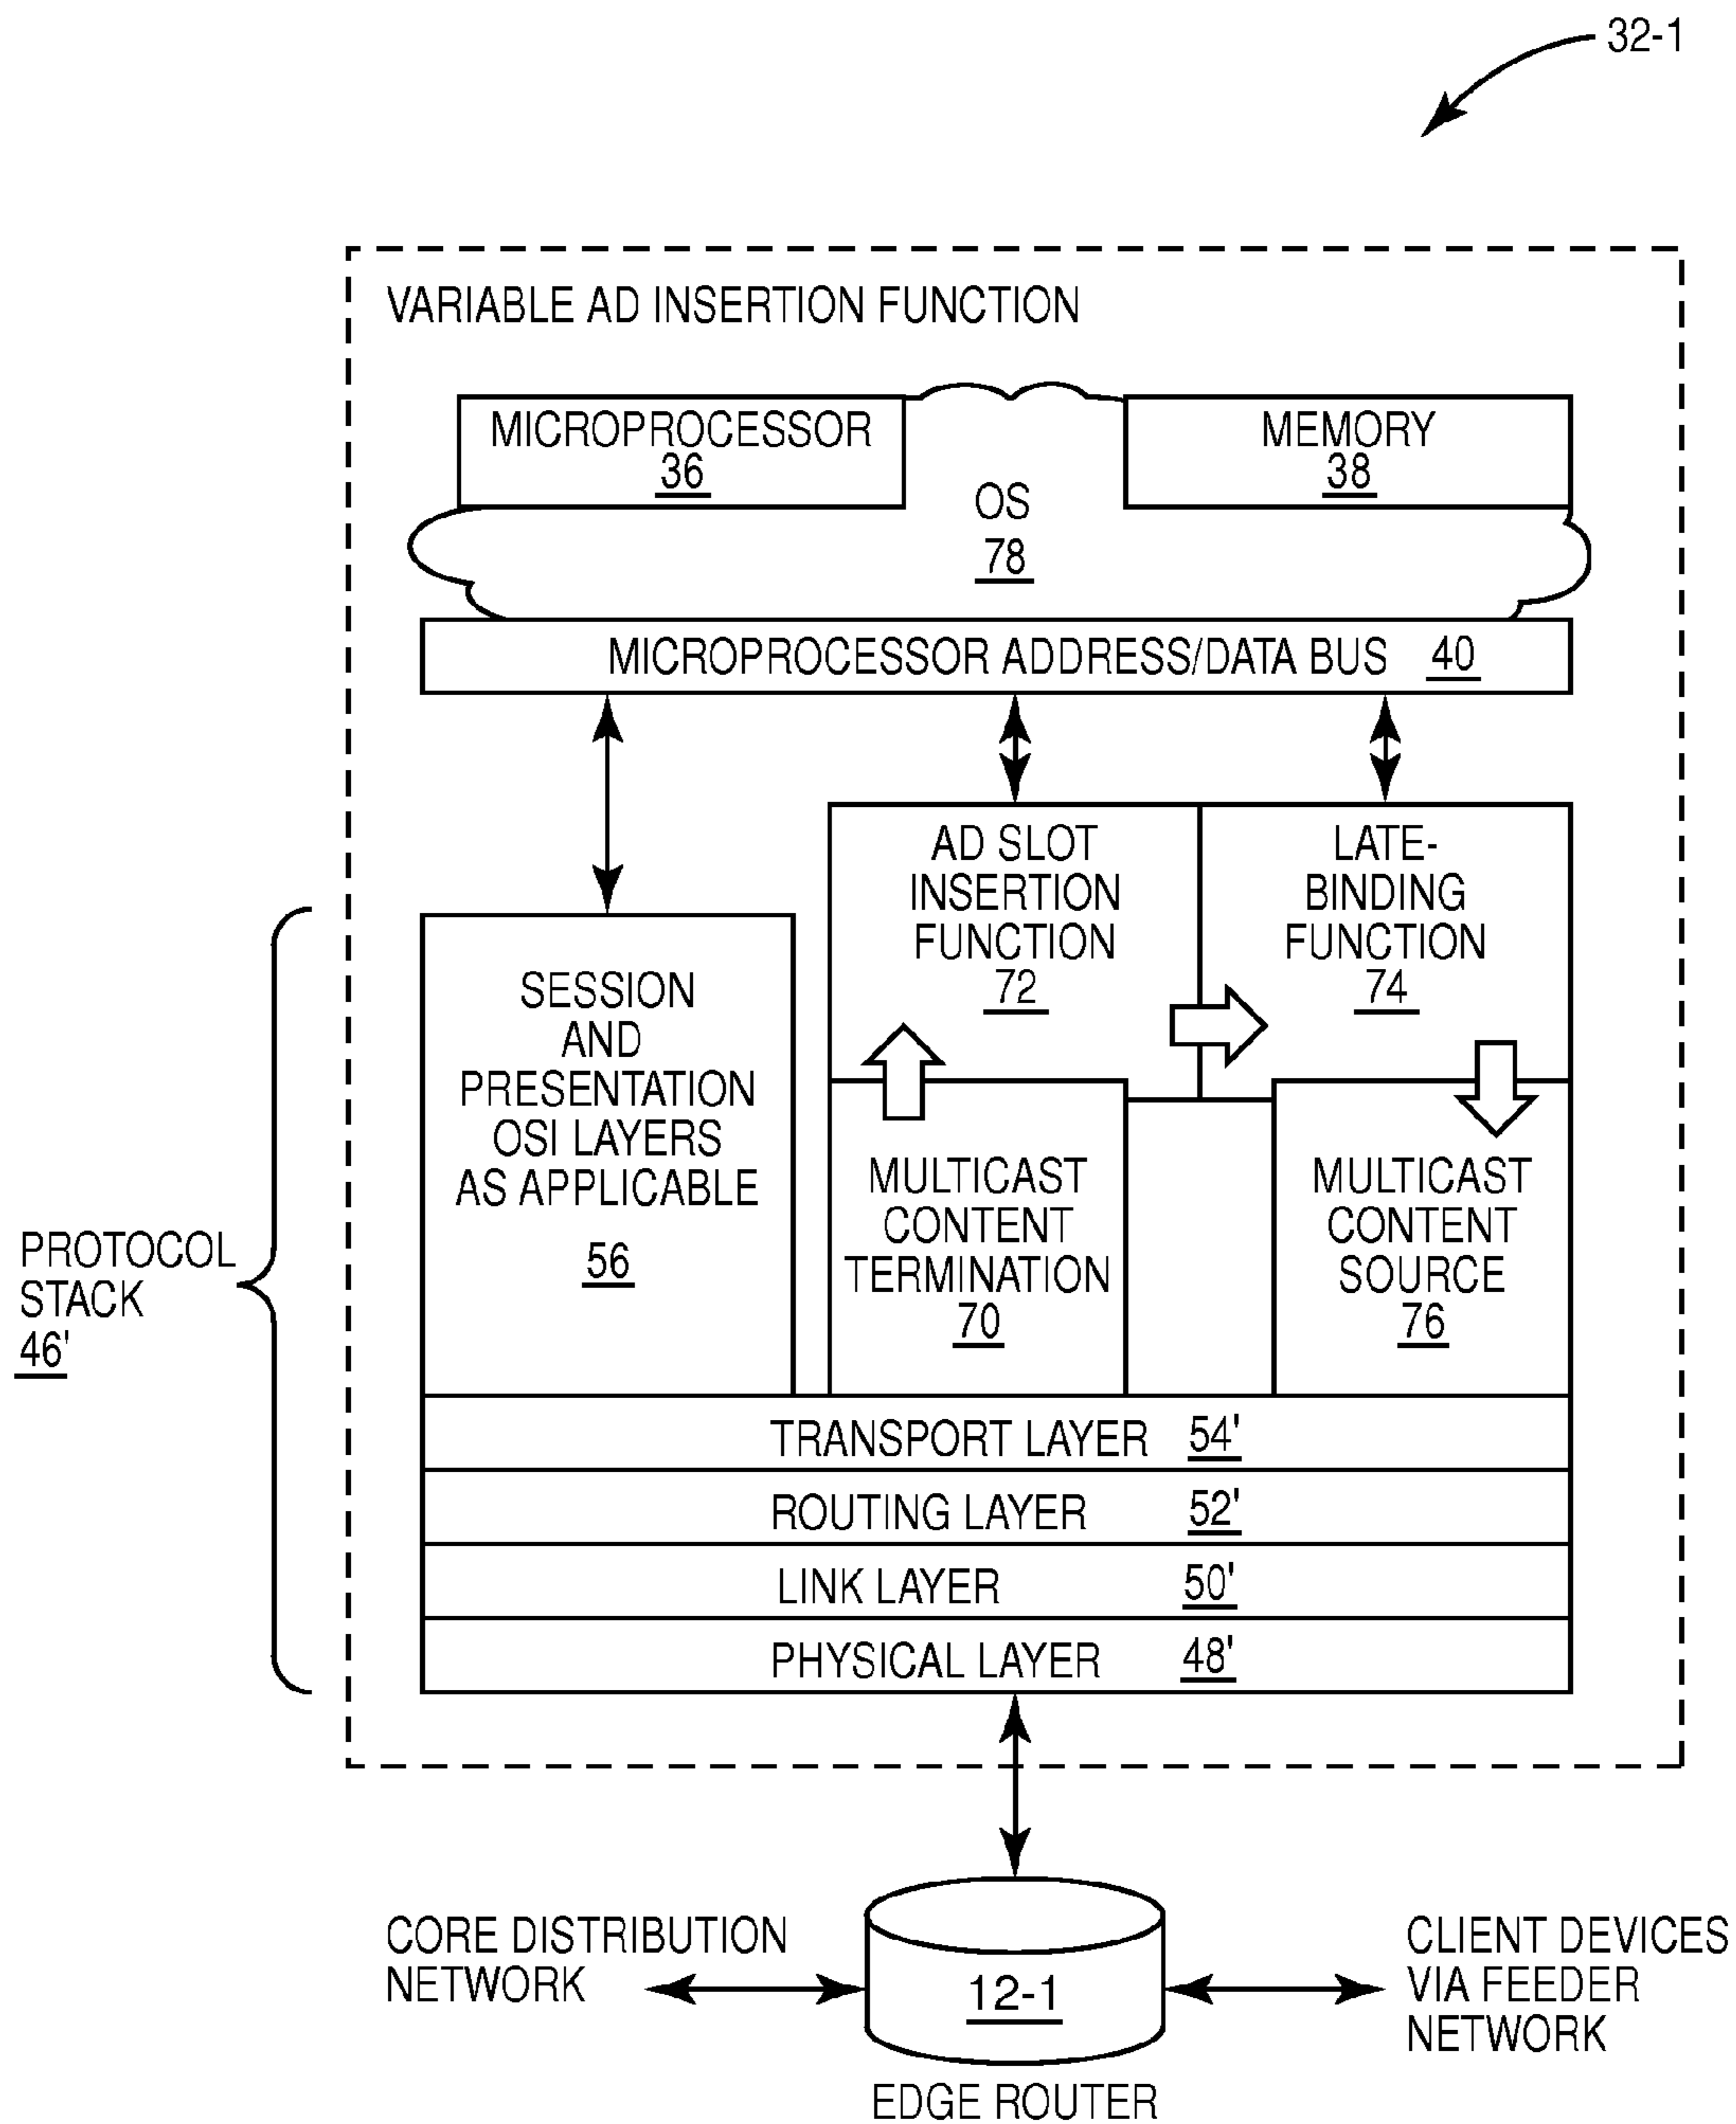 32-1
VARIABLE AD INSERTION FUNCTION
MICROPROCESSOR
36
MEMORY
38
OS
78
MICROPROCESSOR ADDRESS/DATA BUS 40
AD SLOT
INSERTION
FUNCTION
72
LATE-
BINDING
FUNCTION
74
SESSION
AND
PRESENTATION
OSI LAYERS
AS APPLICABLE
56
MULTICAST
CONTENT
TERMINATION
70
MULTICAST
CONTENT
SOURCE
76
PROTOCOL
STACK
46'
TRANSPORT LAYER 54'
ROUTING LAYER 52'
LINK LAYER 50'
PHYSICAL LAYER 48'
CORE DISTRIBUTION
NETWORK
12-1
EDGE ROUTER
CLIENT DEVICES
VIA FEEDER
NETWORK